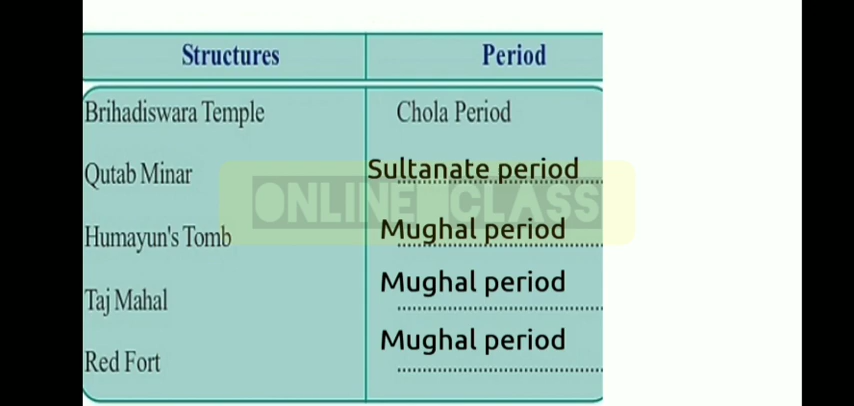 Structures Period
Brihadiswara Temple Chola Period
Qutab Minar Sultanate period
ONLINE CLASS
Humayun's Tomb Mughal period
Taj Mahal Mughal period
Red Fort Mughal period